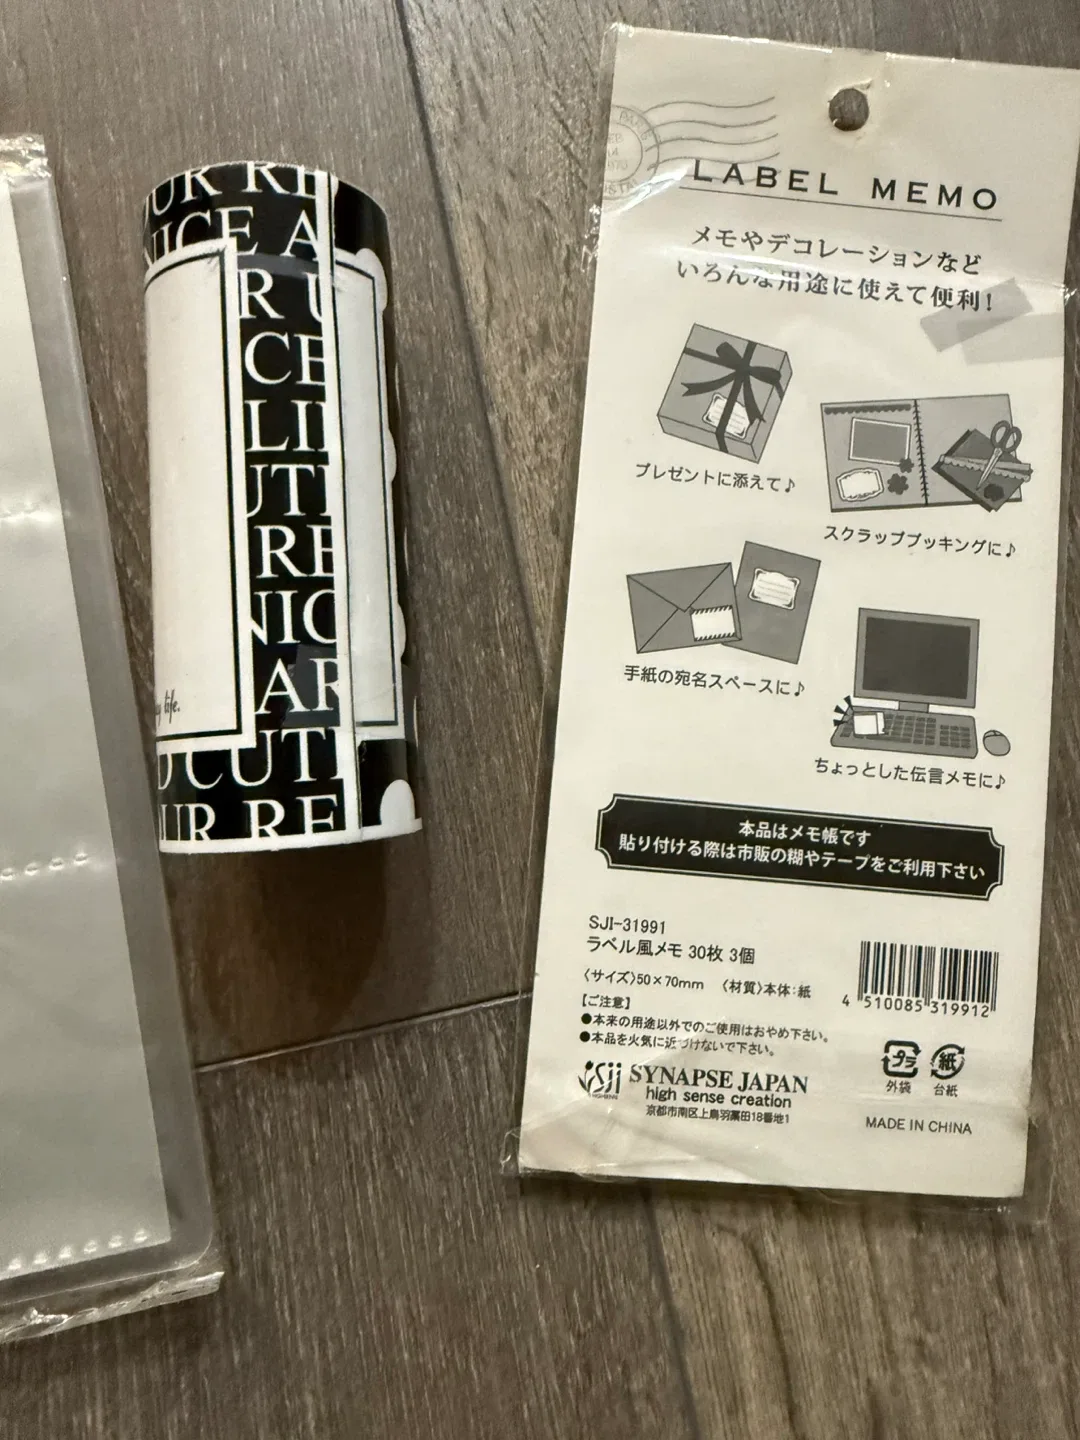 OUR RE
NICE A
R U
CE
LI
UTI
RE
NIC
AR
CUTI
UR RE
life.
PARIS
LABEL MEMO
メモやデコレーションなど
いろんな用途に使えて便利!
プレゼントに添えて♪
スクラップブッキングに♪
手紙の宛名スペースに♪
ちょっとした伝言メモに♪
本品はメモ帳です
貼り付ける際は市販の糊やテープをご利用下さい
SJI-31991
ラベル風メモ 30枚 3個
〈サイズ〉50×70mm 〈材質〉本体:紙
【ご注意】
●本来の用途以外でのご使用はおやめ下さい。
●本品を火気に近づけないで下さい。
4 510085 319912
Sji SYNAPSE JAPAN
high sense creation
京都市南区上鳥羽藁田18番地1
プラ 紙
外袋 台紙
MADE IN CHINA